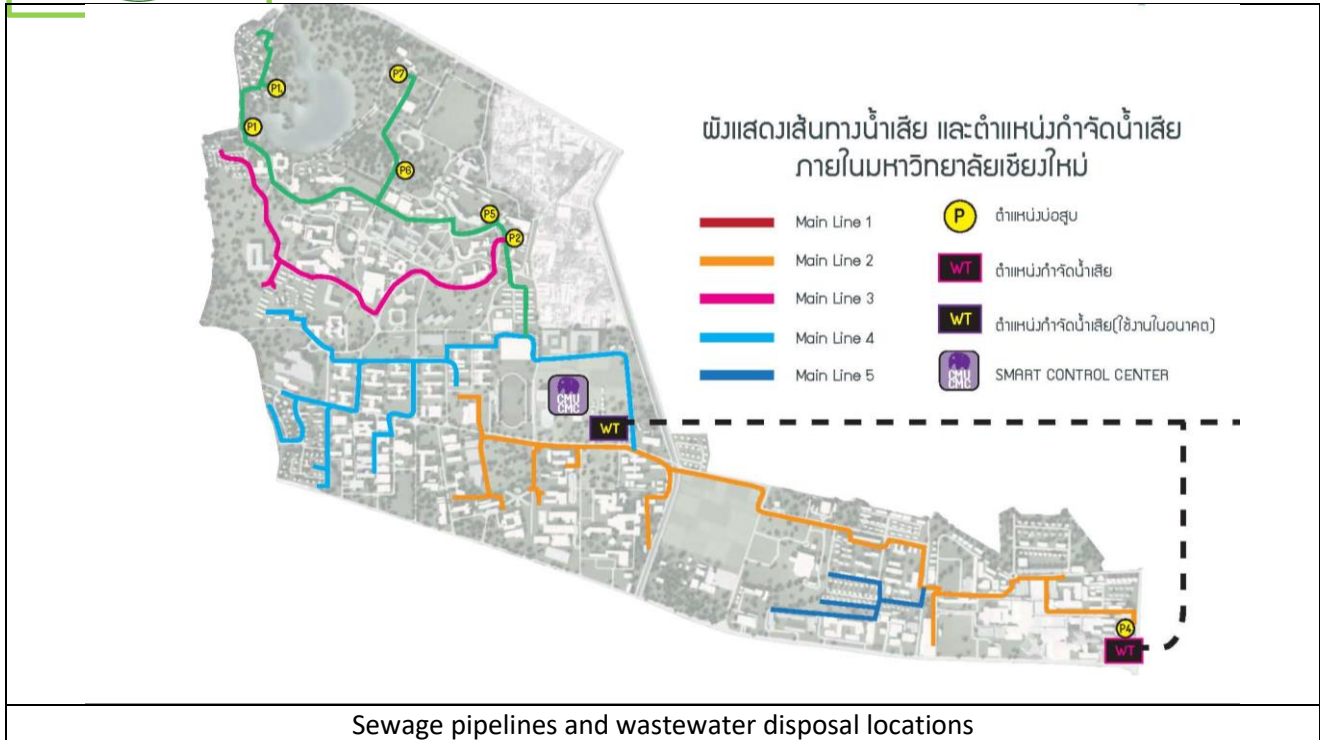 ผังแสดงเส้นทางน้ำเสีย และตำแหน่งกำจัดน้ำเสีย
ภายในมหาวิทยาลัยเชียงใหม่
Main Line 1
Main Line 2
Main Line 3
Main Line 4
Main Line 5
P ตำแหน่งบ่อสูบ
WT ตำแหน่งกำจัดน้ำเสีย
WT ตำแหน่งกำจัดน้ำเสีย(ใช้งานในอนาคต)
CMU CMC SMART CONTROL CENTER
P7
P1
P1
P6
P5
P2
CMU
CMC
WT
P4
WT
Sewage pipelines and wastewater disposal locations